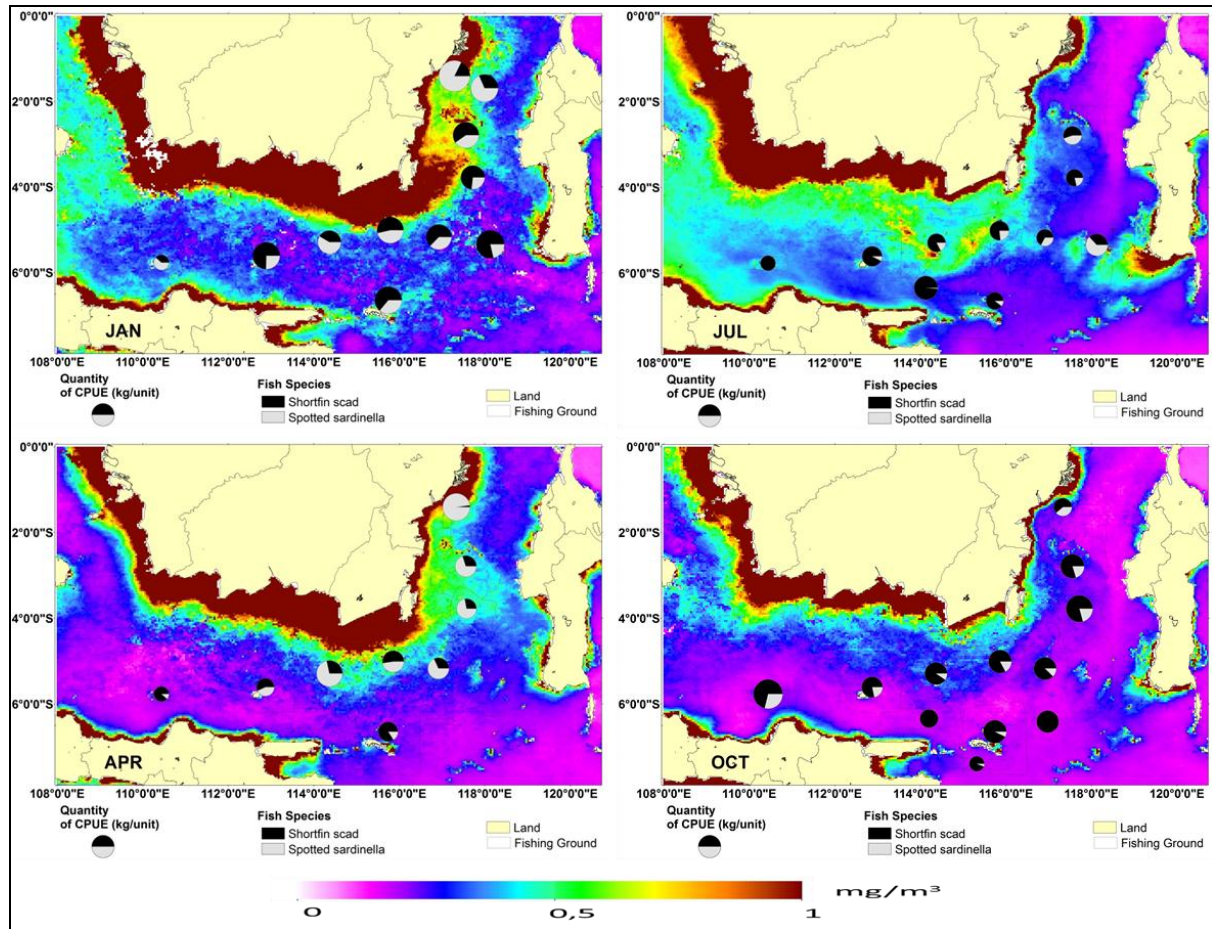 0°0'0"
2°0'0"S
4°0'0"S
6°0'0"S
JAN
108°0'0"E 110°0'0"E 112°0'0"E 114°0'0"E 116°0'0"E 118°0'0"E 120°0'0"E
Quantity
of CPUE (kg/unit)
Fish Species
Shortfin scad
Spotted sardinella
Land
Fishing Ground
0°0'0"
2°0'0"S
4°0'0"S
6°0'0"S
JUL
108°0'0"E 110°0'0"E 112°0'0"E 114°0'0"E 116°0'0"E 118°0'0"E 120°0'0"E
Quantity
of CPUE (kg/unit)
Fish Species
Shortfin scad
Spotted sardinella
Land
Fishing Ground
0°0'0"
2°0'0"S
4°0'0"S
6°0'0"S
APR
108°0'0"E 110°0'0"E 112°0'0"E 114°0'0"E 116°0'0"E 118°0'0"E 120°0'0"E
Quantity
of CPUE (kg/unit)
Fish Species
Shortfin scad
Spotted sardinella
Land
Fishing Ground
0°0'0"
2°0'0"S
4°0'0"S
6°0'0"S
OCT
108°0'0"E 110°0'0"E 112°0'0"E 114°0'0"E 116°0'0"E 118°0'0"E 120°0'0"E
Quantity
of CPUE (kg/unit)
Fish Species
Shortfin scad
Spotted sardinella
Land
Fishing Ground
mg/m³
0 0,5 1